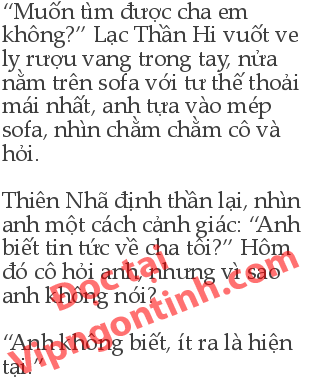 “Muốn tìm được cha em
không?” Lạc Thần Hi vuốt ve
ly rượu vang trong tay, nửa
nằm trên sofa với tư thế thoải
mái nhất, anh tựa vào mép
sofa, nhìn chằm chằm cô và
hỏi.
Thiên Nhã định thần lại, nhìn
anh một cách cảnh giác: “Anh
biết tin tức về cha tôi?” Hôm
đó cô hỏi anh, nhưng vì sao
anh không nói?
“Anh không biết, ít ra là hiện
tại.”
Đọc tại
Vipngontinh.com